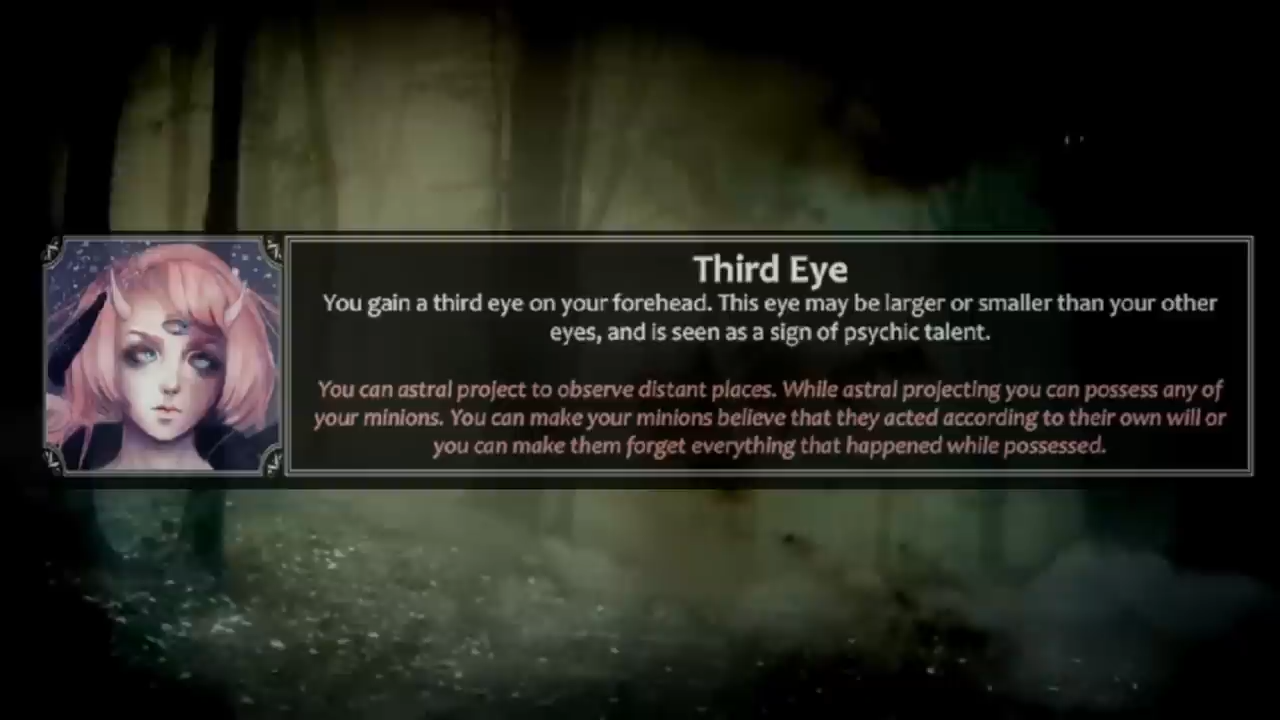 Third Eye
You gain a third eye on your forehead. This eye may be larger or smaller than your other
eyes, and is seen as a sign of psychic talent.
You can astral project to observe distant places. While astral projecting you can possess any of
your minions. You can make your minions believe that they acted according to their own will or
you can make them forget everything that happened while possessed.